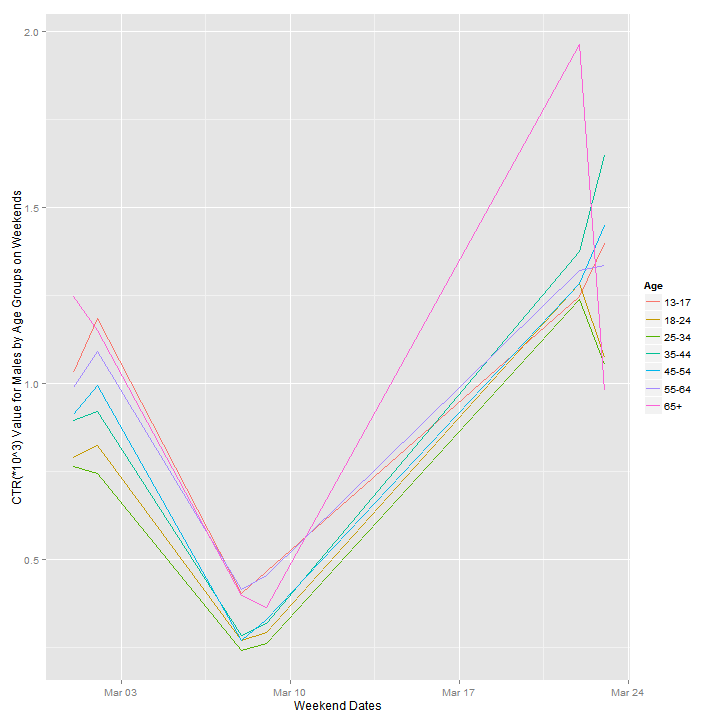 CTR(*10^3) Value for Males by Age Groups on Weekends
2.0
1.5
1.0
0.5
Mar 03
Mar 10
Mar 17
Mar 24
Weekend Dates
Age
13-17
18-24
25-34
35-44
45-54
55-64
65+